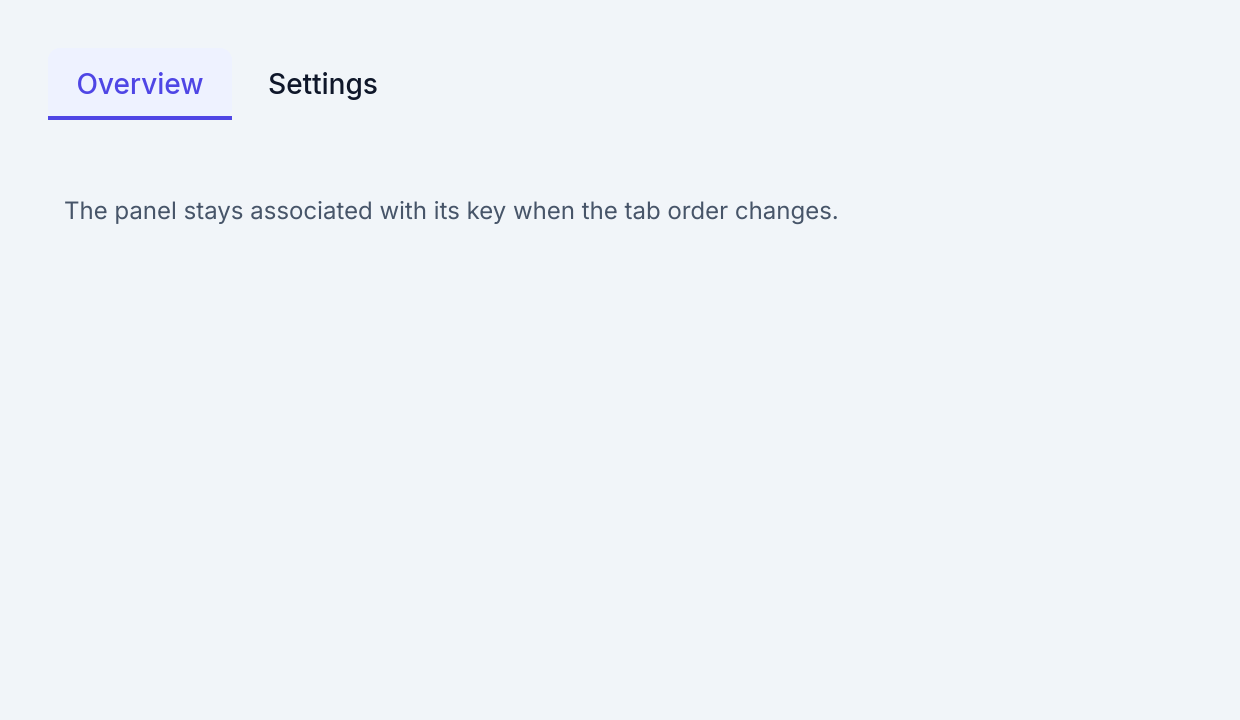 Overview Settings
The panel stays associated with its key when the tab order changes.